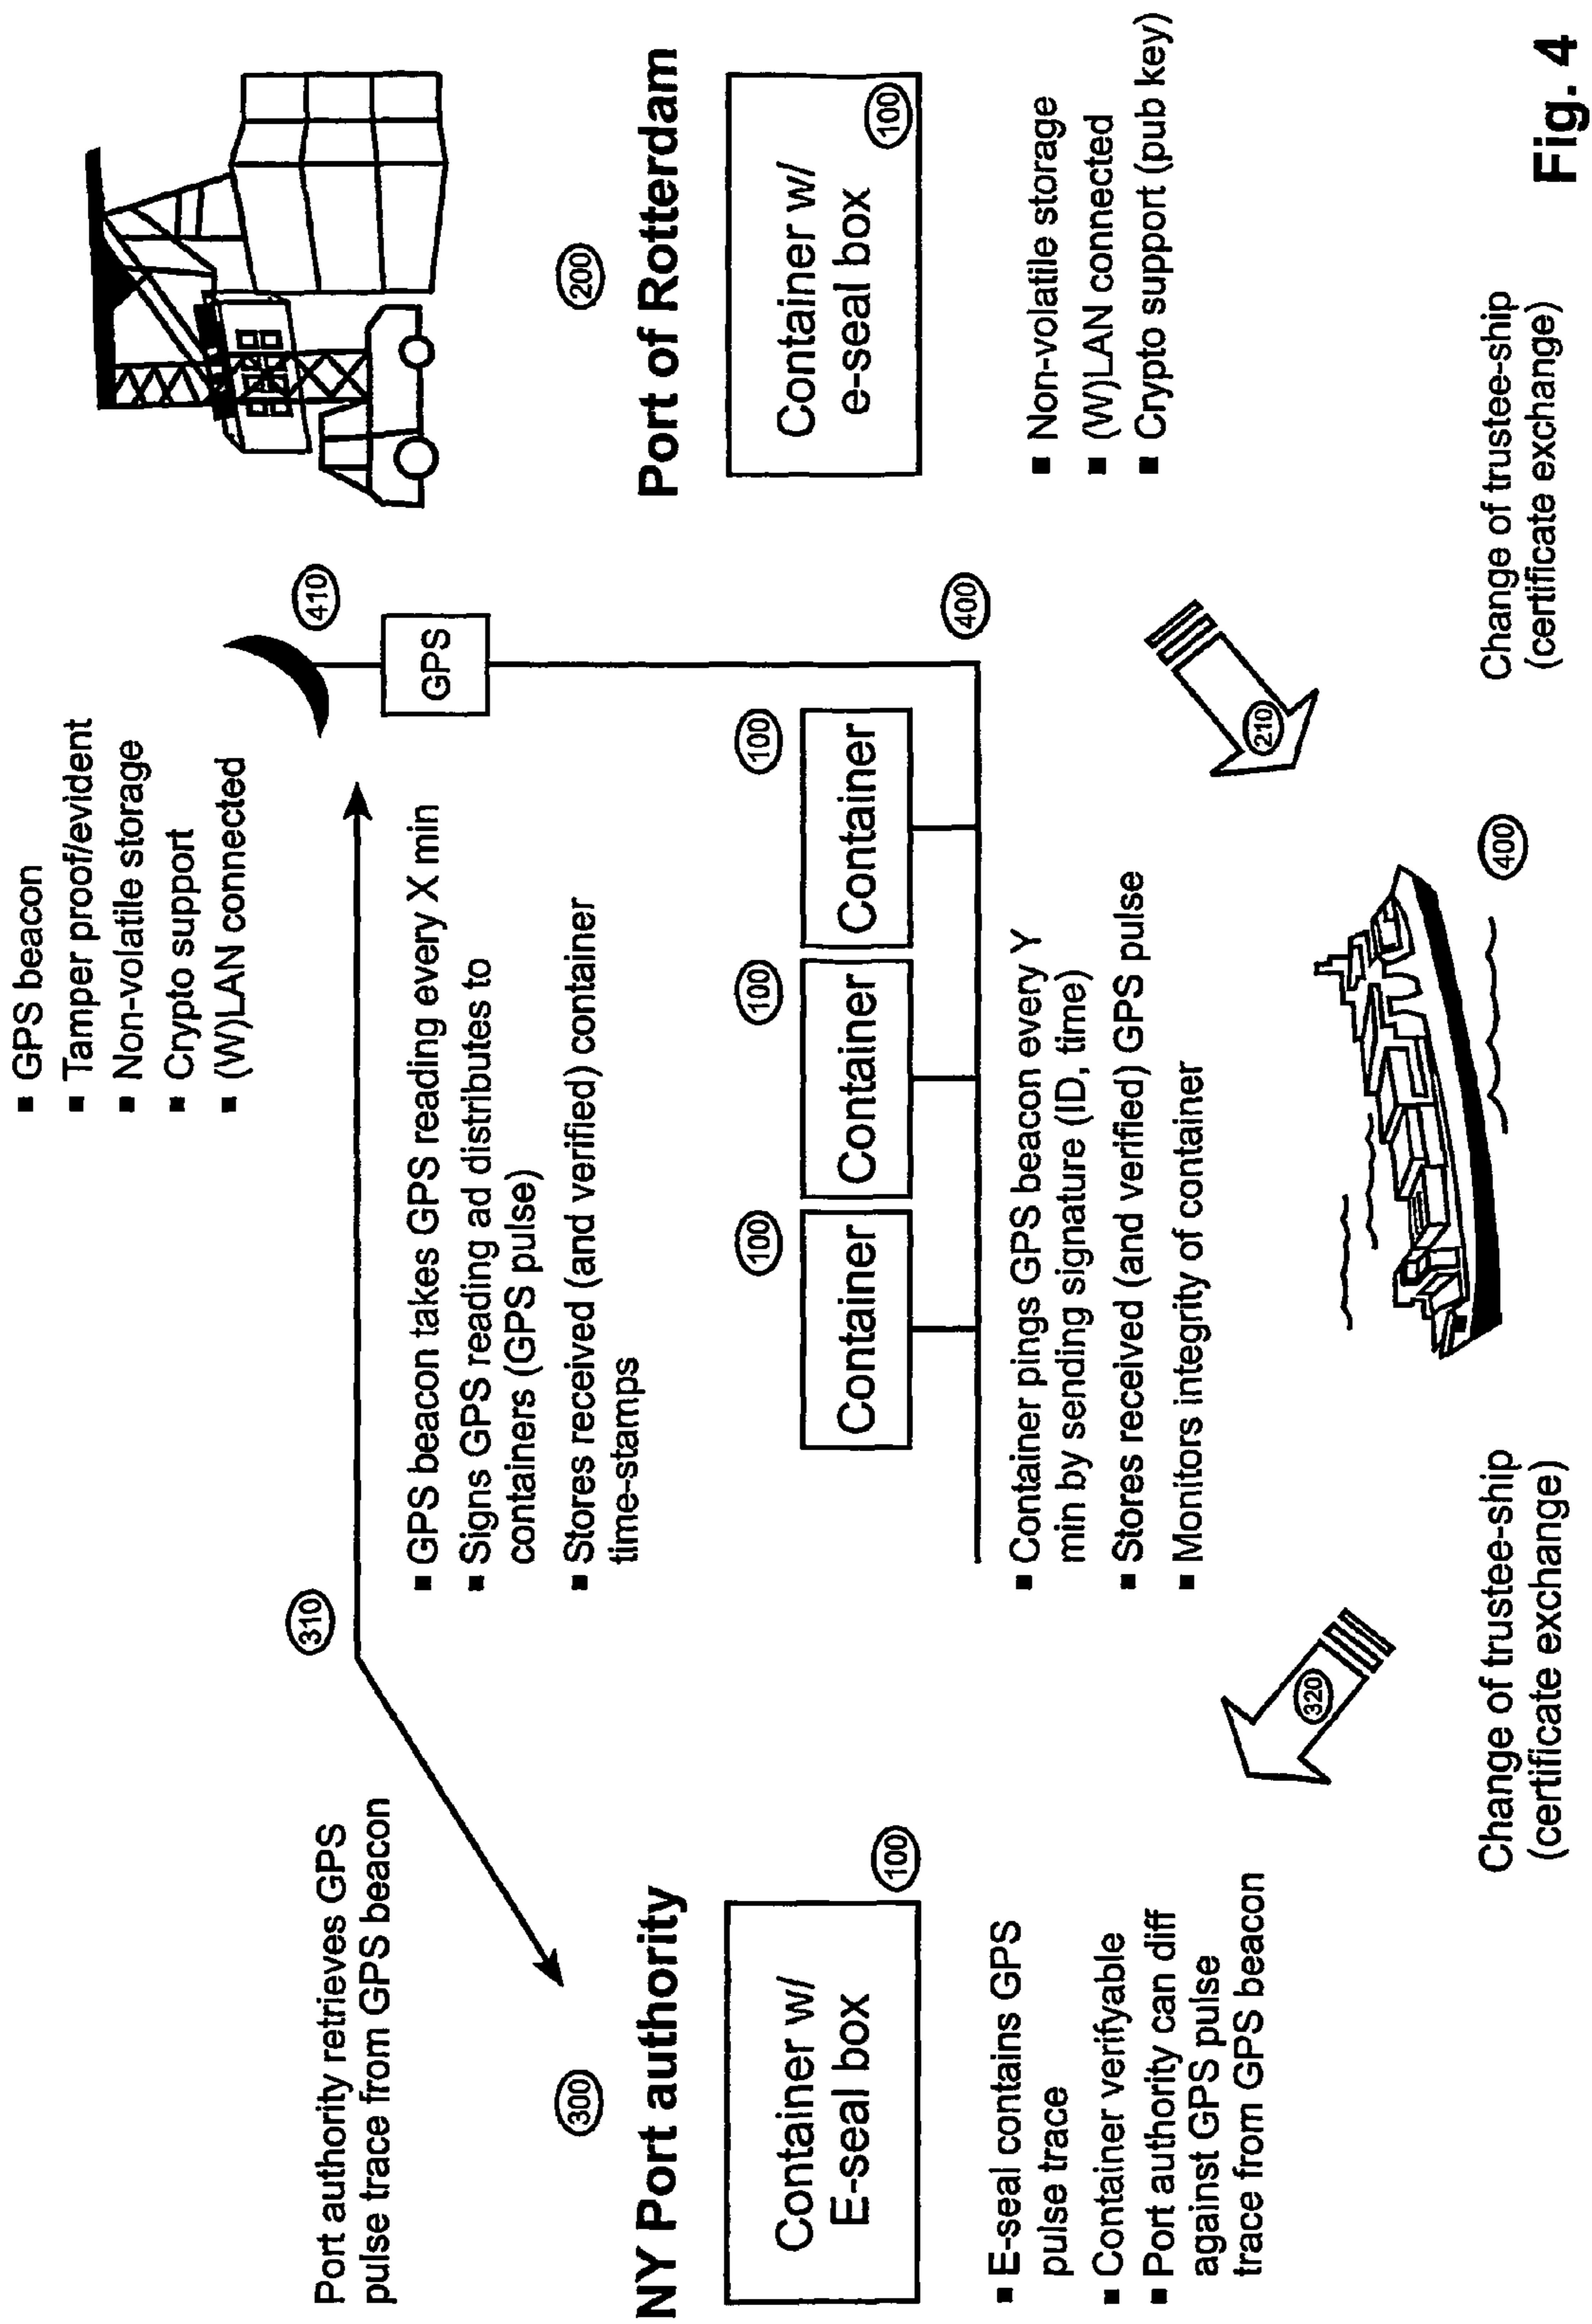 Port authority retrieves GPS
pulse trace from GPS beacon
310
■ GPS beacon
■ Tamper proof/evident
■ Non-volatile storage
■ Crypto support
■ (W)LAN connected
410
GPS
300
NY Port authority
Container w/
E-seal box
100
■ E-seal contains GPS
pulse trace
■ Container verifyable
■ Port authority can diff
against GPS pulse
trace from GPS beacon
■ GPS beacon takes GPS reading every X min
■ Signs GPS reading ad distributes to
containers (GPS pulse)
■ Stores received (and verified) container
time-stamps
100
100
100
Container
Container
Container
400
■ Container pings GPS beacon every Y
min by sending signature (ID, time)
■ Stores received (and verified) GPS pulse
■ Monitors integrity of container
200
Port of Rotterdam
Container w/
e-seal box
100
■ Non-volatile storage
■ (W)LAN connected
■ Crypto support (pub key)
320
210
400
Change of trustee-ship
(certificate exchange)
Change of trustee-ship
(certificate exchange)
Fig. 4